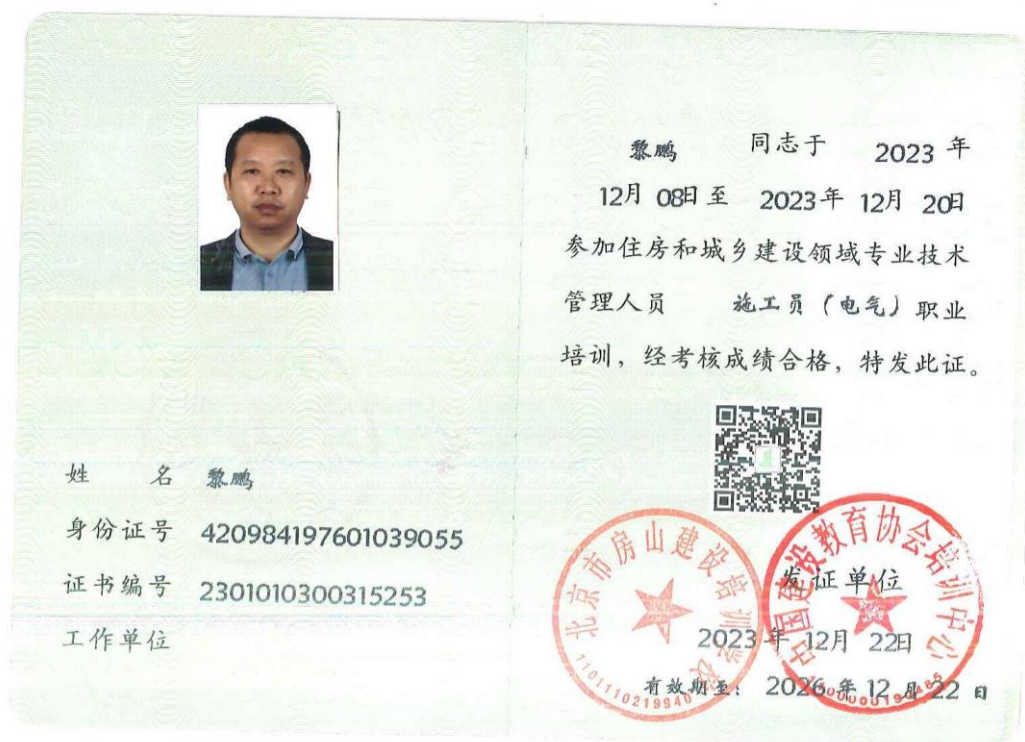 姓 名 黎鹏
身份证号 420984197601039055
证书编号 2301010300315253
工作单位
黎鹏 同志于 2023 年
12月 08日 至 2023年 12月 20日
参加住房和城乡建设领域专业技术
管理人员 施工员（电气）职业
培训，经考核成绩合格，特发此证。
北京市房山建设培训学校
中国建设教育协会培训中心
发证单位
2023 年 12月 22日
有效期至： 2026 年 12 月 22 日